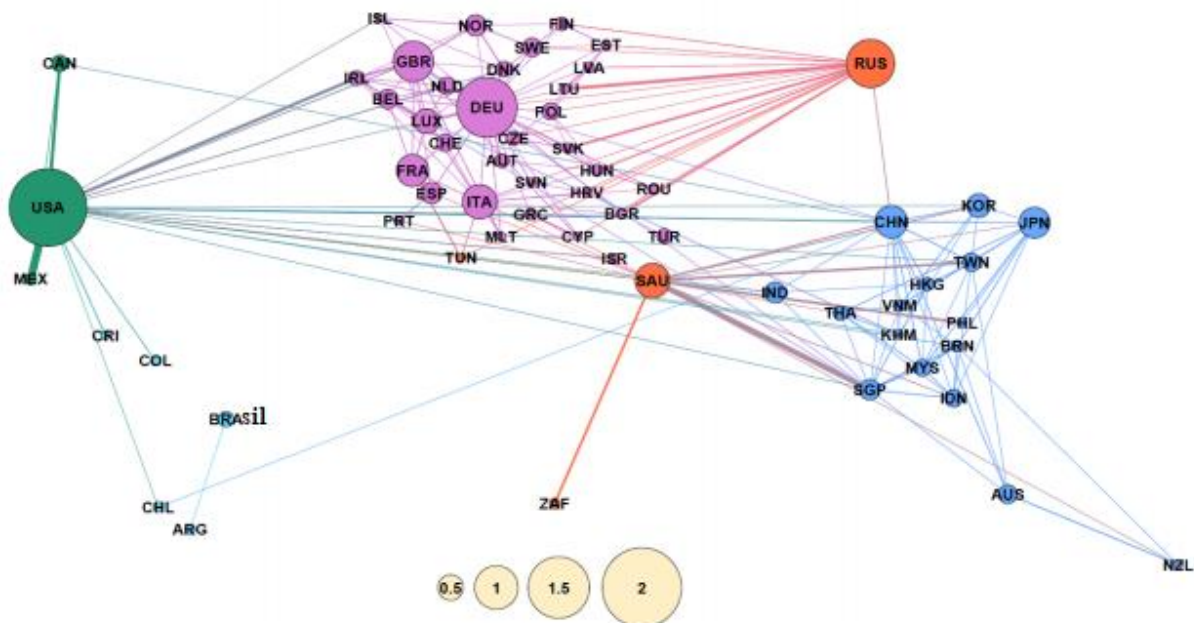 ISL
NOR
FIN
CAN
GBR
SWE
EST
RUS
IRL
NLD
DNK
LVA
BEL
DEU
LTU
LUX
POL
CHE
CZE
SVK
AUT
FRA
HUN
ESP
SVN
HRV
ROU
USA
ITA
PRT
GRC
BGR
CHN
KOR
JPN
MLT
CYP
TUR
TUN
ISR
TWN
MEX
SAU
IND
HKG
VNM
THA
PHL
CRI
KHM
BRN
COL
MYS
SGP
IDN
BRAsil
AUS
CHL
ZAF
ARG
NZL
0.5 1 1.5 2